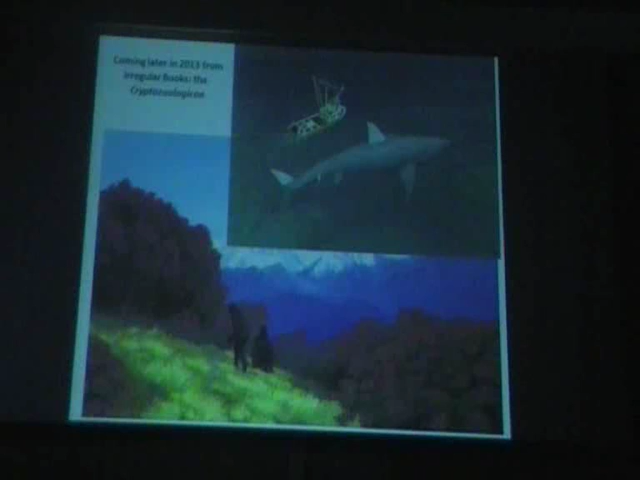 Coming later in 2013 from
Irregular Books: the
Cryptozoologicon